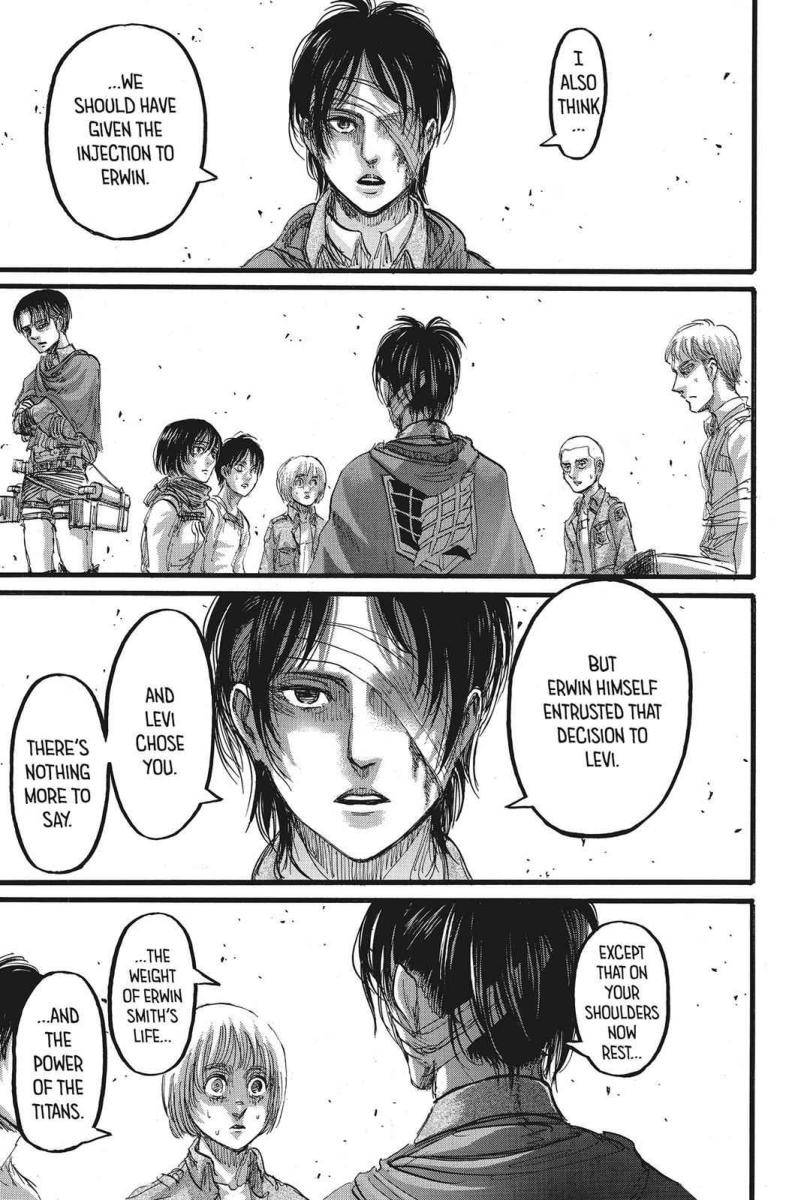 I
ALSO
THINK
...
...WE
SHOULD HAVE
GIVEN THE
INJECTION TO
ERWIN.
BUT
ERWIN HIMSELF
ENTRUSTED THAT
DECISION TO
LEVI.
AND
LEVI
CHOSE
YOU.
THERE'S
NOTHING
MORE TO
SAY.
EXCEPT
THAT ON
YOUR
SHOULDERS
NOW
REST...
...THE
WEIGHT
OF ERWIN
SMITH'S
LIFE...
...AND
THE
POWER
OF THE
TITANS.